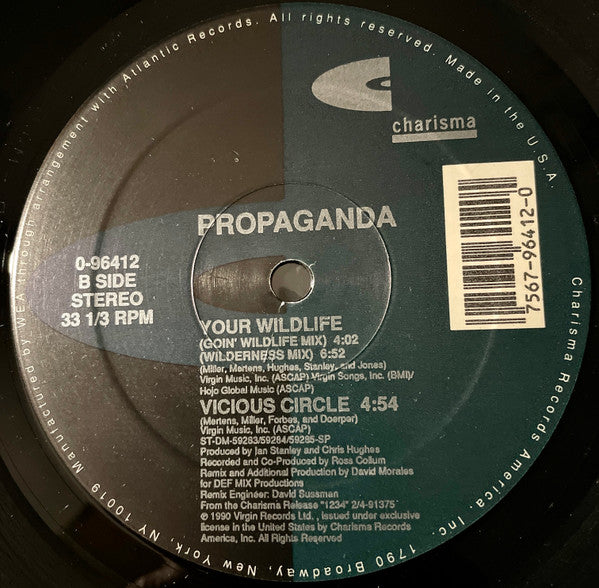 Manufactured by WEA through arrangement with Atlantic Records. All rights reserved. Made in the U.S.A.
charisma
PROPAGANDA
0-96412
B SIDE
STEREO
33 1/3 RPM
7567-96412-0
YOUR WILDLIFE
(GOIN' WILDLIFE MIX) 4:02
(WILDERNESS MIX) 6:52
(Miller, Mertens, Hughes, Stanley, and Jones)
Virgin Music, Inc. (ASCAP) Virgin Songs, Inc. (BMI)/
Hojo Global Music (ASCAP)
VICIOUS CIRCLE 4:54
(Mertens, Miller, Forbes, and Doerper)
Virgin Music, Inc. (ASCAP)
ST-DM-59283/59284/59285-SP
Produced by Ian Stanley and Chris Hughes
Recorded and Co-Produced by Ross Collum
Remix and Additional Production by David Morales
for DEF MIX Productions
Remix Engineer: David Sussman
From the Charisma Release "1234" 2/4-91375
℗ 1990 Virgin Records Ltd., issued under exclusive
license in the United States by Charisma Records
America, Inc. All Rights Reserved
Charisma Records America, Inc. 1790 Broadway, New York, NY 10019